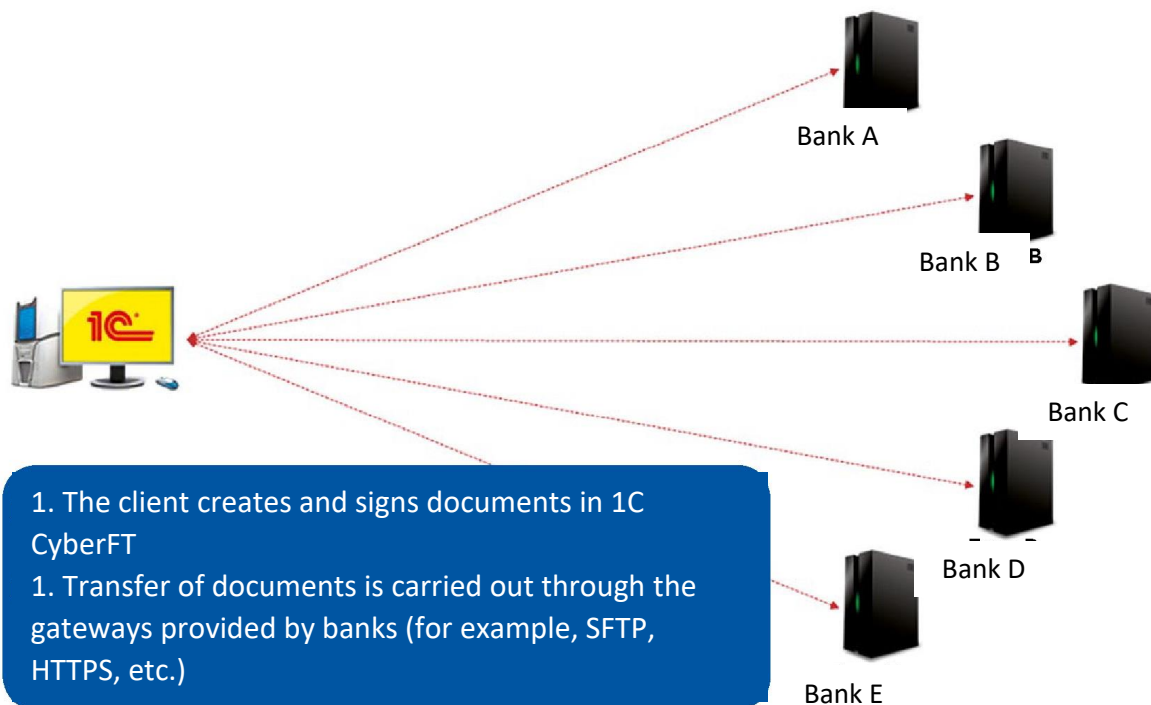 Bank A
Bank B
B
1C
Bank C
1. The client creates and signs documents in 1C
CyberFT
1. Transfer of documents is carried out through the
gateways provided by banks (for example, SFTP,
HTTPS, etc.)
Bank D
Bank E